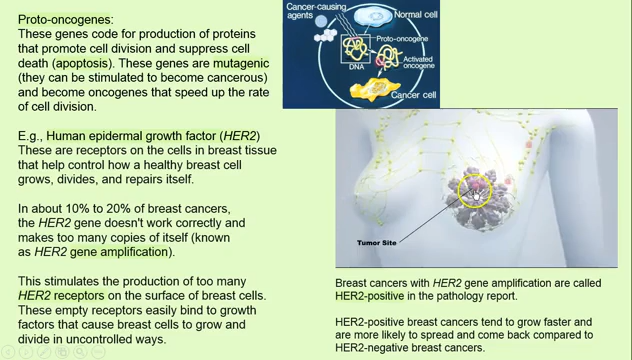 Proto-oncogenes:
These genes code for production of proteins
that promote cell division and suppress cell
death (apoptosis). These genes are mutagenic
(they can be stimulated to become cancerous)
and become oncogenes that speed up the rate
of cell division.
E.g., Human epidermal growth factor (HER2)
These are receptors on the cells in breast tissue
that help control how a healthy breast cell
grows, divides, and repairs itself.
In about 10% to 20% of breast cancers,
the HER2 gene doesn't work correctly and
makes too many copies of itself (known
as HER2 gene amplification).
This stimulates the production of too many
HER2 receptors on the surface of breast cells.
These empty receptors easily bind to growth
factors that cause breast cells to grow and
divide in uncontrolled ways.
Cancer-causing
agents
Normal cell
Proto-oncogene
DNA
Activated
oncogene
Cancer cell
Tumor Site
Breast cancers with HER2 gene amplification are called
HER2-positive in the pathology report.
HER2-positive breast cancers tend to grow faster and
are more likely to spread and come back compared to
HER2-negative breast cancers.